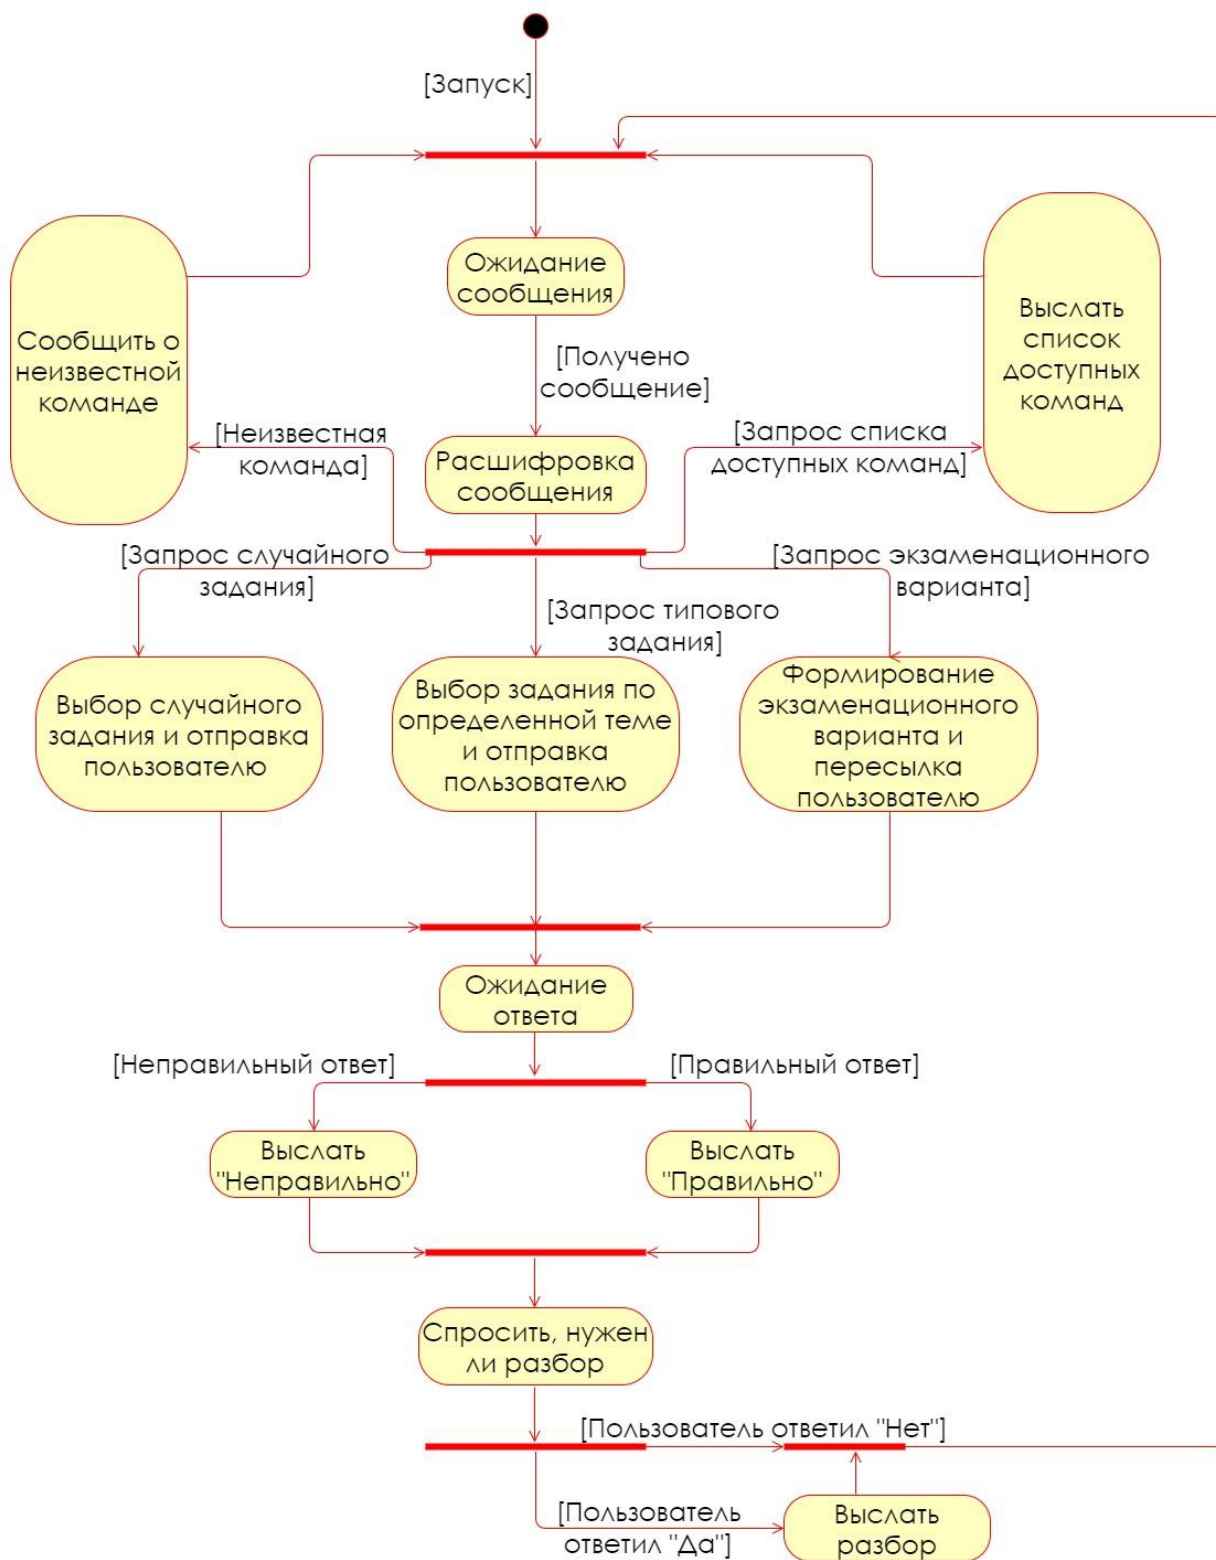 [Запуск]
Ожидание
сообщения
Сообщить о
неизвестной
команде
Выслать
список
доступных
команд
[Получено
сообщение]
[Неизвестная
команда]
Расшифровка
сообщения
[Запрос списка
доступных команд]
[Запрос случайного
задания]
[Запрос типового
задания]
[Запрос экзаменационного
варианта]
Выбор случайного
задания и отправка
пользователю
Выбор задания по
определенной теме
и отправка
пользователю
Формирование
экзаменационного
варианта и
пересылка
пользователю
Ожидание
ответа
[Неправильный ответ]
[Правильный ответ]
Выслать
"Неправильно"
Выслать
"Правильно"
Спросить, нужен
ли разбор
[Пользователь ответил "Нет"]
[Пользователь
ответил "Да"]
Выслать
разбор